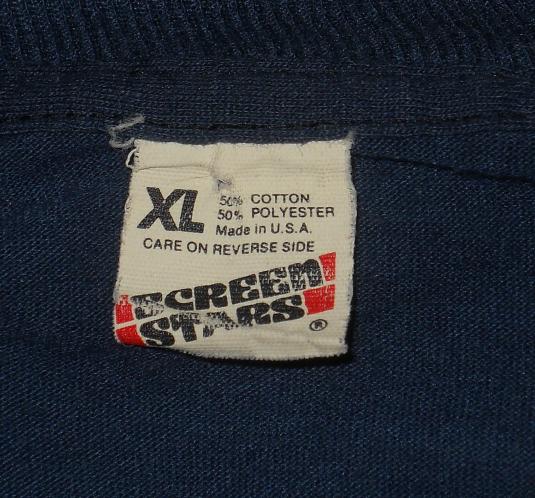 XL
50% COTTON
50% POLYESTER
Made in U.S.A.
CARE ON REVERSE SIDE
SCREEN
STARS ®